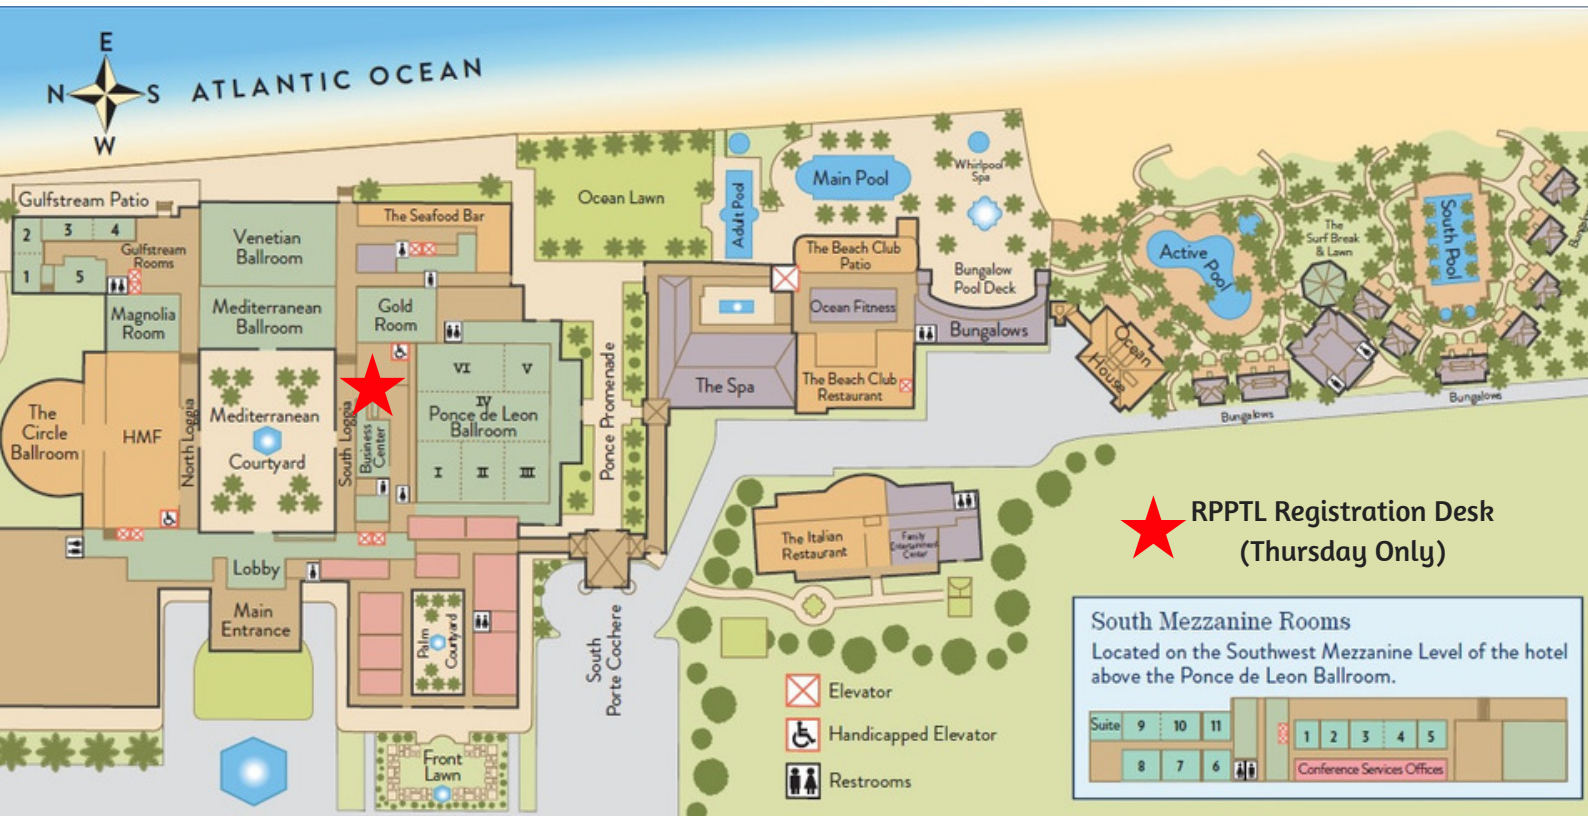 E
N
S
W
ATLANTIC OCEAN
Gulfstream Patio
2
3
4
1
5
Gulfstream
Rooms
Magnolia
Room
Venetian
Ballroom
Mediterranean
Ballroom
The Seafood Bar
Gold
Room
Ocean Lawn
Adult Pool
Main Pool
Whirlpool
Spa
The Beach Club
Patio
Bungalow
Pool Deck
Ocean Fitness
Bungalows
The Spa
The Beach Club
Restaurant
Ocean
House
Active Pool
The
Surf Break
& Lawn
South Pool
Bungalows
Bungalows
The
Circle
Ballroom
HMF
North Loggia
Mediterranean
Courtyard
South Loggia
Business
Center
VI
V
IV
Ponce de Leon
Ballroom
I
II
III
Ponce Promenade
Lobby
Main
Entrance
Palm
Courtyard
South
Porte Cochere
Front
Lawn
The Italian
Restaurant
Family
Entertainment
Center
RPPTL Registration Desk
(Thursday Only)
Elevator
Handicapped Elevator
Restrooms
South Mezzanine Rooms
Located on the Southwest Mezzanine Level of the hotel
above the Ponce de Leon Ballroom.
Suite
9
10
11
8
7
6
1
2
3
4
5
Conference Services Offices